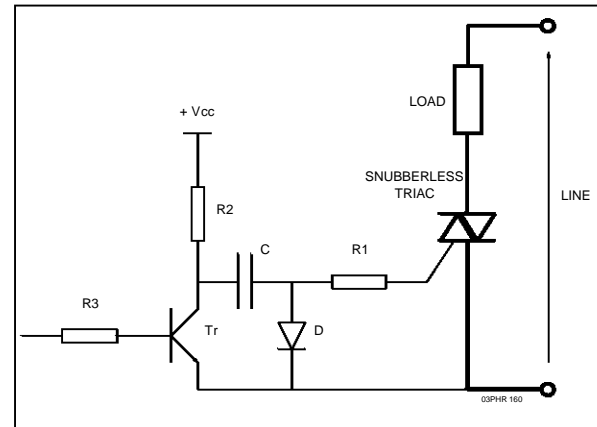 LOAD
+ Vcc
SNUBBERLESS
TRIAC
LINE
R2
C
R1
R3
Tr
D
03PHR 160